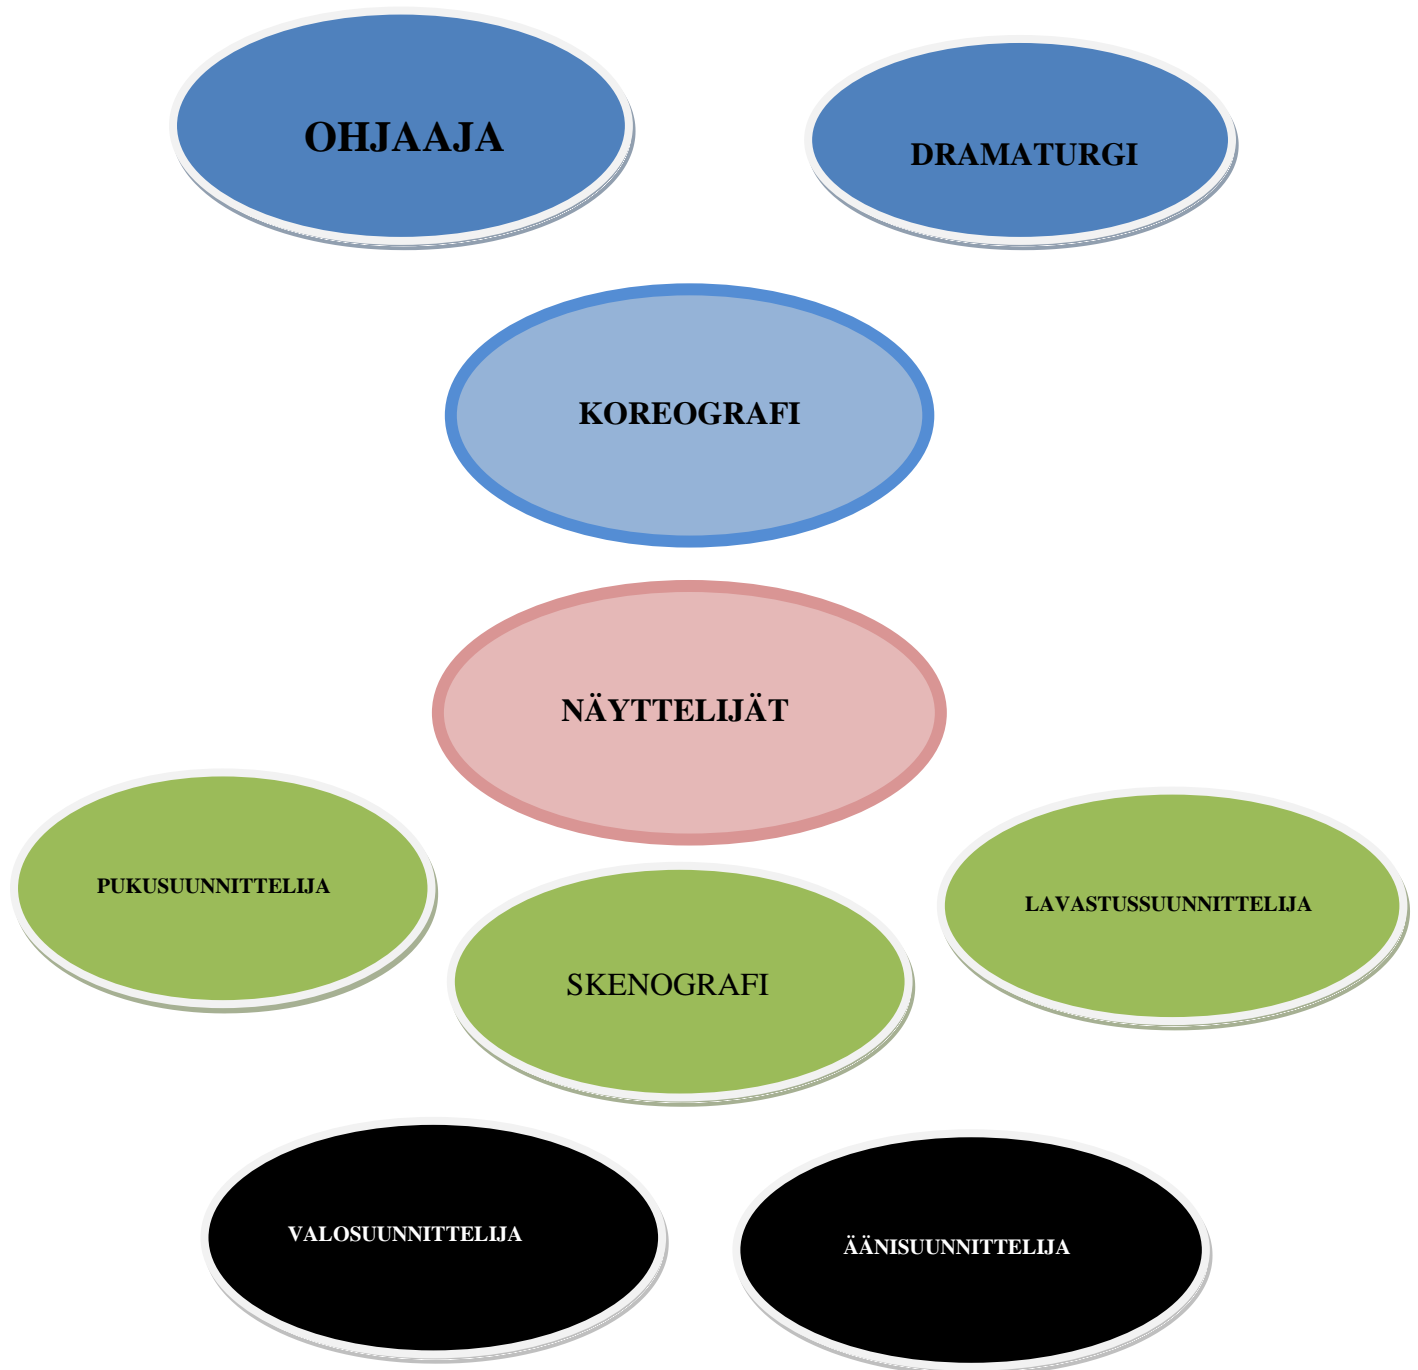 OHJAAJA
DRAMATURGI
KOREOGRAFI
NÄYTTELIJÄT
PUKUSUUNNITTELIJA
LAVASTUSSUUNNITTELIJA
SKENOGRAFI
VALOSUUNNITTELIJA
ÄÄNISUUNNITTELIJA